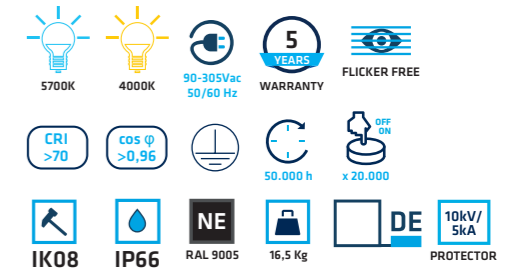 5700K
4000K
90-305Vac
50/60 Hz
5
YEARS
WARRANTY
FLICKER FREE
CRI
>70
cos φ
>0,96
50.000 h
OFF
ON
x 20.000
IK08
IP66
NE
RAL 9005
16,5 Kg
DE
10kV/
5kA
PROTECTOR